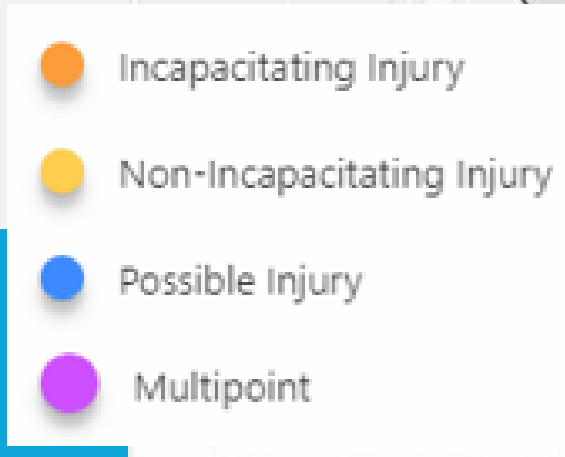 Incapacitating Injury
Non-Incapacitating Injury
Possible Injury
Multipoint